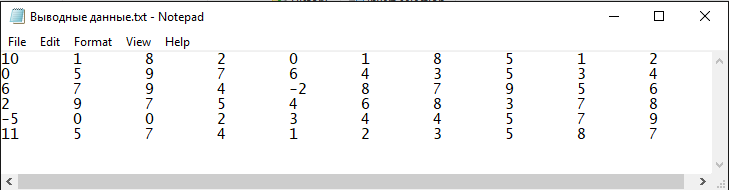 Выводные данные.txt - Notepad
File Edit Format View Help
10 1 8 2 0 1 8 5 1 2
0 5 9 7 6 4 3 5 3 4
6 7 9 4 -2 8 7 9 5 6
2 9 7 5 4 6 8 3 7 8
-5 0 0 2 3 4 4 5 7 9
11 5 7 4 1 2 3 5 8 7